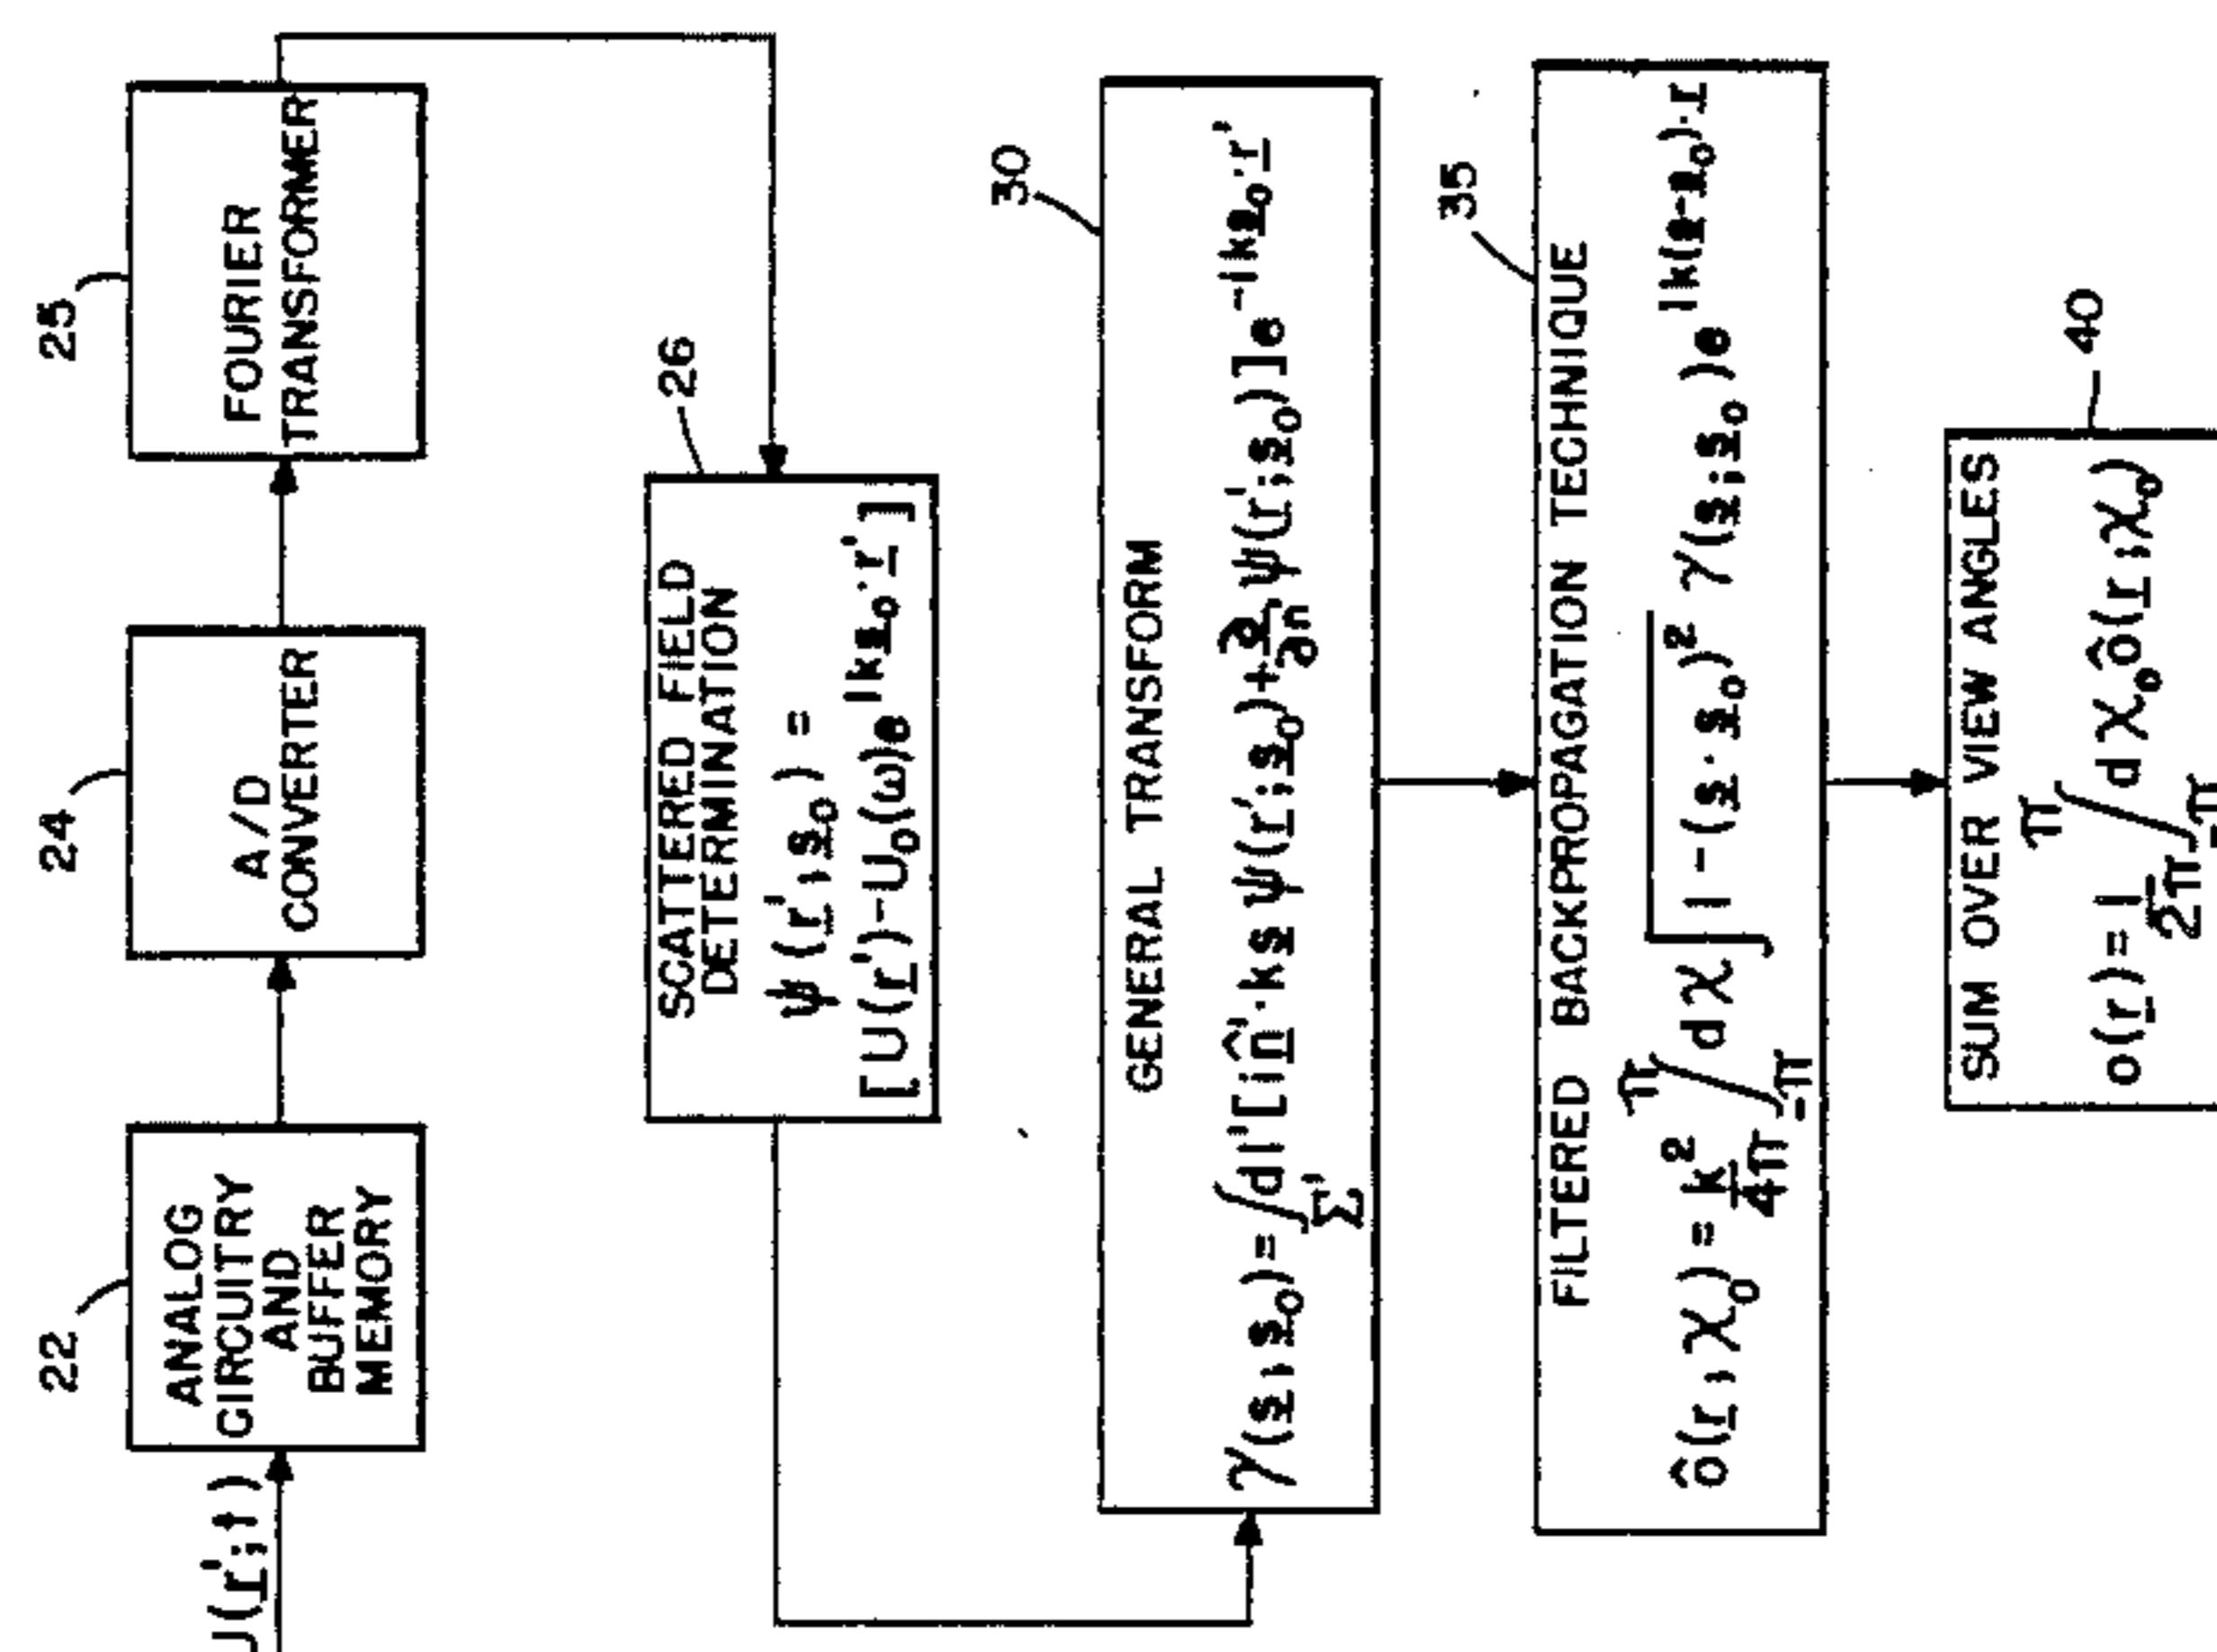 U(r';t)
22
ANALOG
CIRCUITRY
AND
BUFFER
MEMORY
24
A/D
CONVERTER
25
FOURIER
TRANSFORMER
26
SCATTERED FIELD
DETERMINATION
ψ(r';s₀) =
[U(r')-U₀(ω)e^{iks₀·r'}]
30
GENERAL TRANSFORM
γ(s;s₀)=∫_{Σ'}dl'[in̂'·ks ψ(r';s₀)+∂/∂n' ψ(r';s₀)]e^{-iks₀·r'}
35
FILTERED BACKPROPAGATION TECHNIQUE
ô(r;χ₀)=k²/4π ∫_{-π}^{π} dχ √1-(s·s₀)² γ(s;s₀)e^{ik(s-s₀)·r}
40
SUM OVER VIEW ANGLES
o(r)=1/2π ∫_{-π}^{π} dχ₀ ô(r;χ₀)